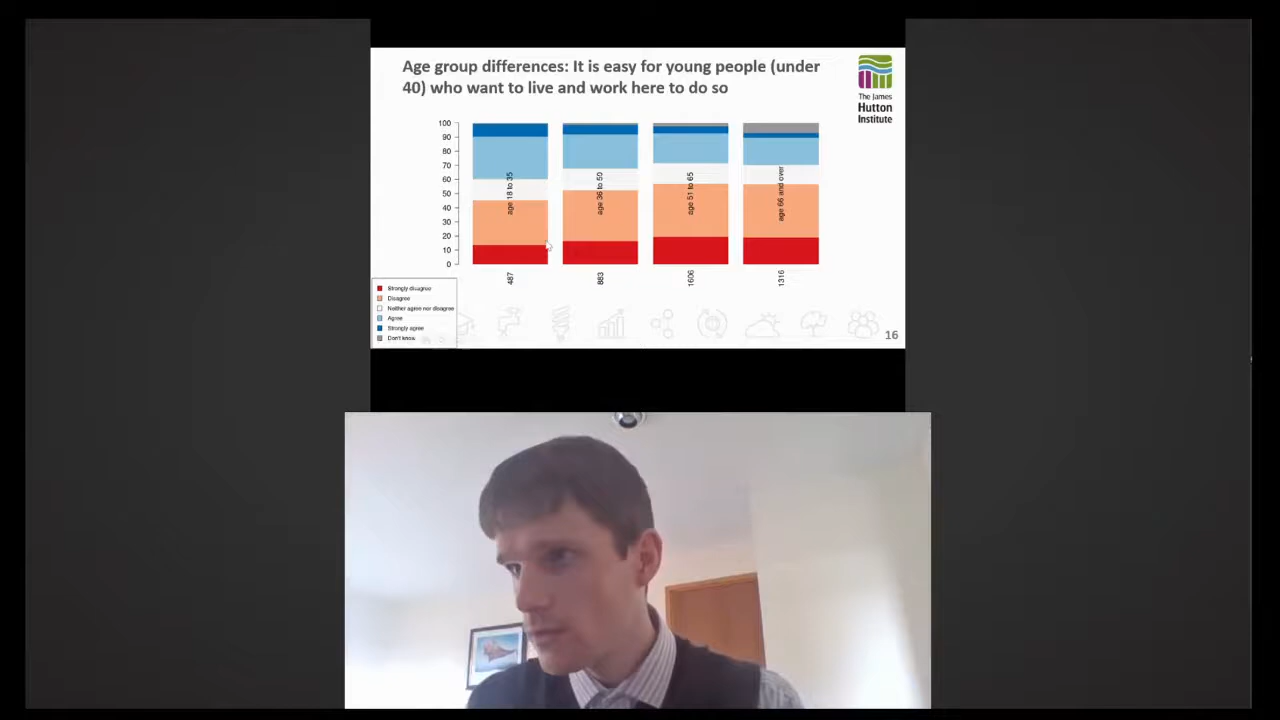 Age group differences: It is easy for young people (under
40) who want to live and work here to do so
The James
Hutton
Institute
100
90
80
70
60
50
40
30
20
10
0
age 18 to 35
age 36 to 50
age 51 to 65
age 66 and over
487
883
1606
1316
Strongly disagree
Disagree
Neither agree nor disagree
Agree
Strongly agree
Don't know
16